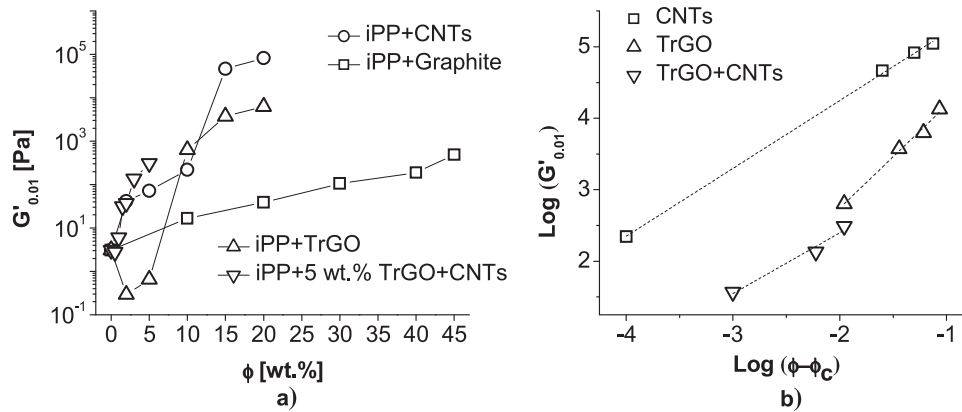 iPP+CNTs
iPP+Graphite
10^5
10^3
10^1
10^-1
G'0.01 [Pa]
iPP+TrGO
iPP+5 wt.% TrGO+CNTs
0 5 10 15 20 25 30 35 40 45
ϕ [wt.%]
a)
CNTs
TrGO
TrGO+CNTs
5
4
3
2
Log (G'0.01)
-4 -3 -2 -1
Log (ϕ–ϕc)
b)